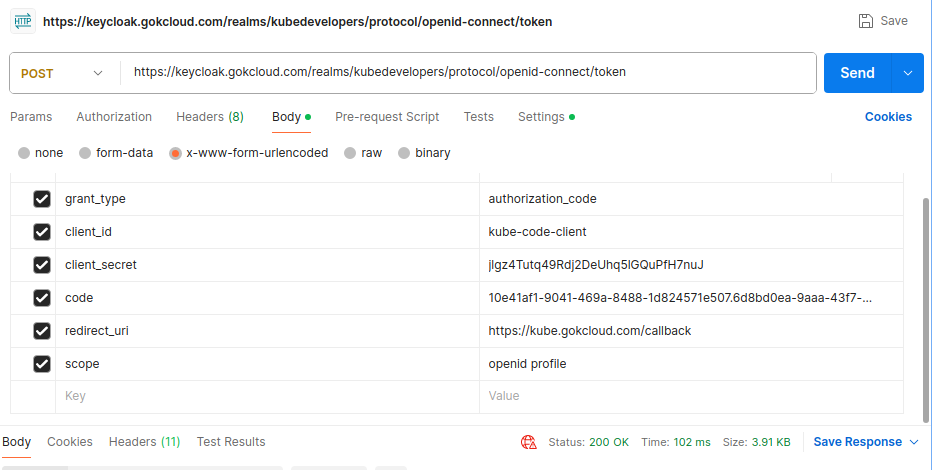 HTTP https://keycloak.gokcloud.com/realms/kubedevelopers/protocol/openid-connect/token Save
POST https://keycloak.gokcloud.com/realms/kubedevelopers/protocol/openid-connect/token Send
Params Authorization Headers (8) Body Pre-request Script Tests Settings Cookies
none form-data x-www-form-urlencoded raw binary
grant_type authorization_code
client_id kube-code-client
client_secret jlgz4Tutq49Rdj2DeUhq5lGQuPfH7nuJ
code 10e41af1-9041-469a-8488-1d824571e507.6d8bd0ea-9aaa-43f7-...
redirect_uri https://kube.gokcloud.com/callback
scope openid profile
Key Value
Body Cookies Headers (11) Test Results Status: 200 OK Time: 102 ms Size: 3.91 KB Save Response